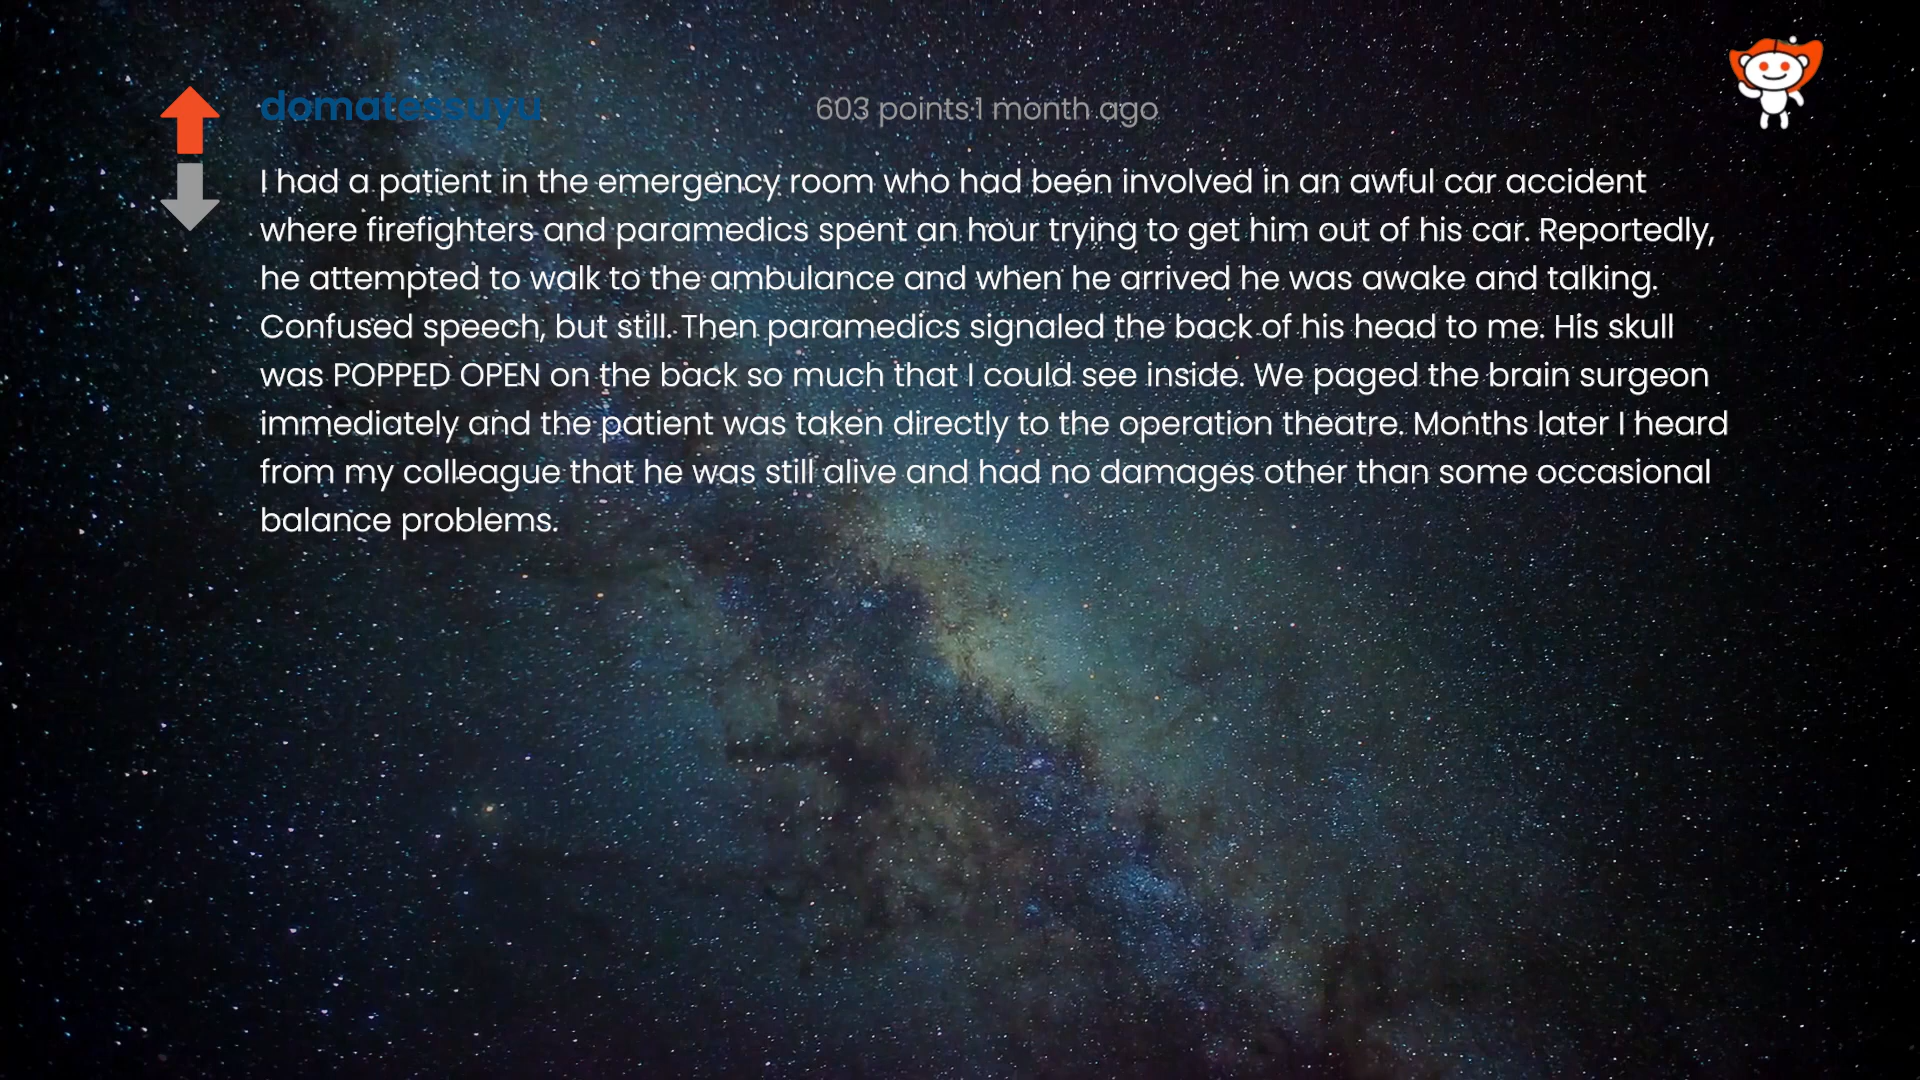 domatessuyu 603 points·1 month ago
I had a patient in the emergency room who had been involved in an awful car accident
where firefighters and paramedics spent an hour trying to get him out of his car. Reportedly,
he attempted to walk to the ambulance and when he arrived he was awake and talking.
Confused speech, but still. Then paramedics signaled the back of his head to me. His skull
was POPPED OPEN on the back so much that I could see inside. We paged the brain surgeon
immediately and the patient was taken directly to the operation theatre. Months later I heard
from my colleague that he was still alive and had no damages other than some occasional
balance problems.